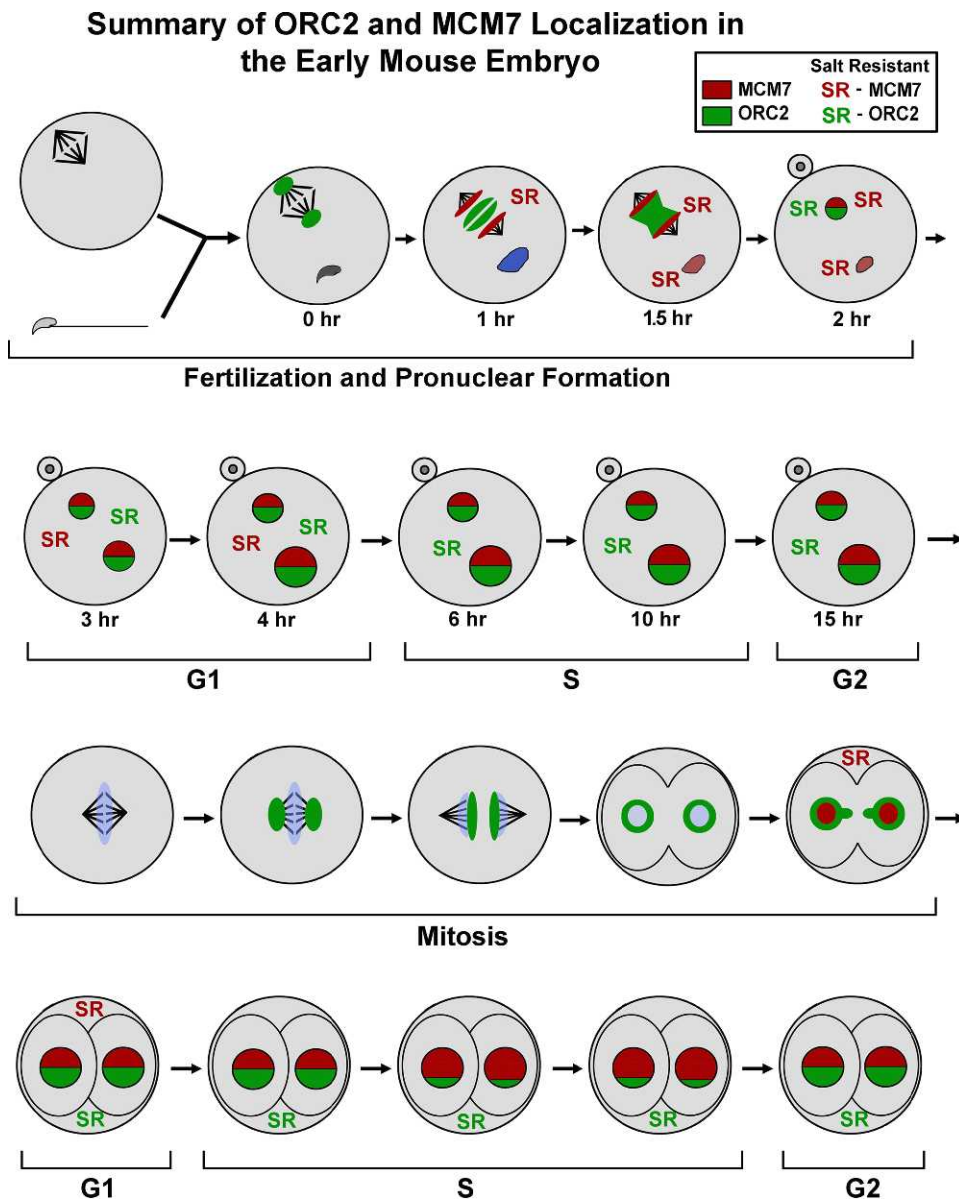 Summary of ORC2 and MCM7 Localization in
the Early Mouse Embryo
Salt Resistant
MCM7 SR - MCM7
ORC2 SR - ORC2
SR SR SR SR
SR SR
0 hr 1 hr 1.5 hr 2 hr
Fertilization and Pronuclear Formation
SR SR SR SR SR SR SR
3 hr 4 hr 6 hr 10 hr 15 hr
G1 S G2
SR
Mitosis
SR
SR SR SR SR SR
G1 S G2